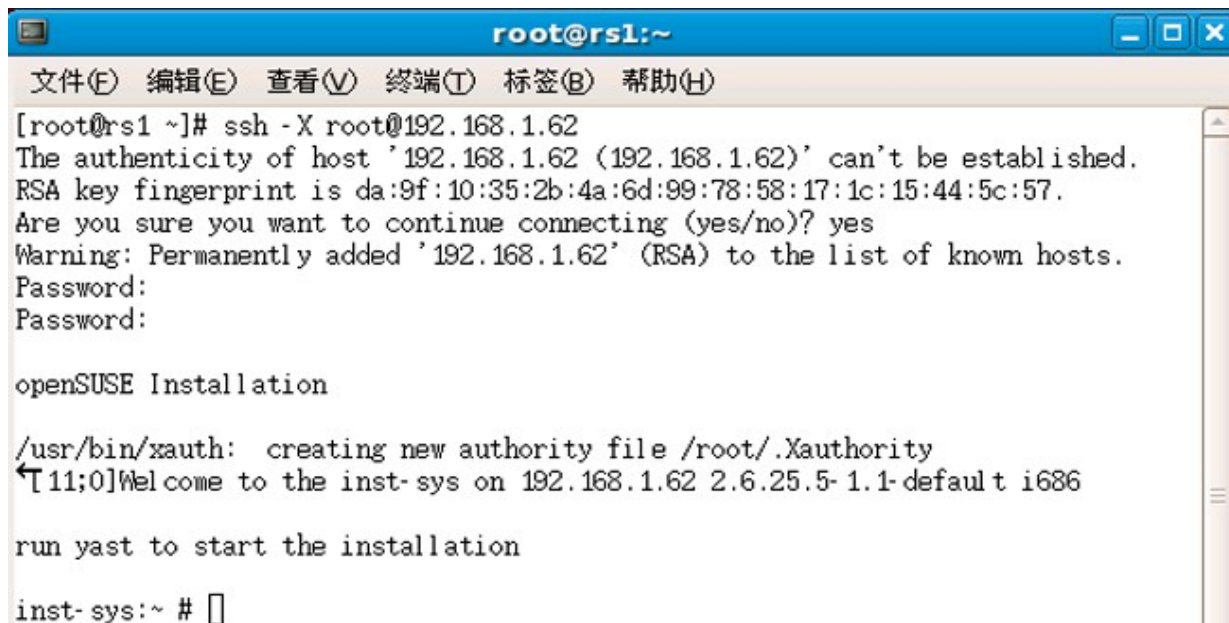 root@rs1:~
文件(F) 编辑(E) 查看(V) 终端(T) 标签(B) 帮助(H)
[root@rs1 ~]# ssh -X root@192.168.1.62
The authenticity of host '192.168.1.62 (192.168.1.62)' can't be established.
RSA key fingerprint is da:9f:10:35:2b:4a:6d:99:78:58:17:1c:15:44:5c:57.
Are you sure you want to continue connecting (yes/no)? yes
Warning: Permanently added '192.168.1.62' (RSA) to the list of known hosts.
Password:
Password:
openSUSE Installation
/usr/bin/xauth:  creating new authority file /root/.Xauthority
11;0]Welcome to the inst-sys on 192.168.1.62 2.6.25.5-1.1-default i686
run yast to start the installation
inst-sys:~ #